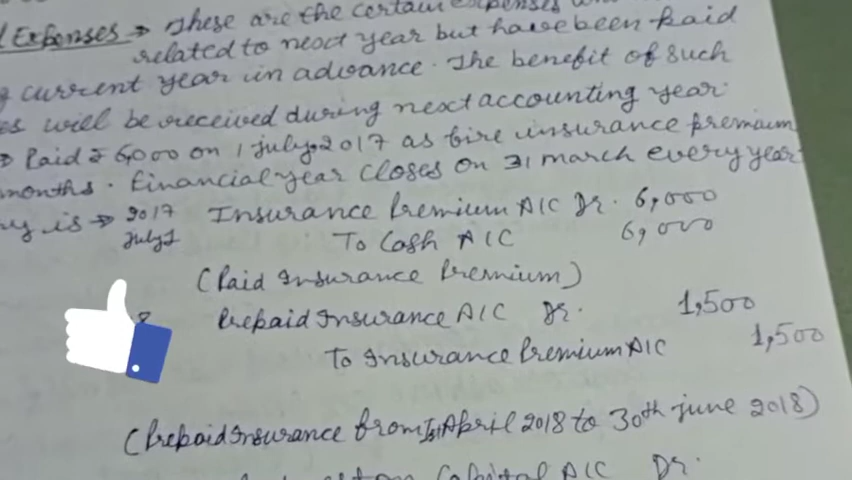 Expenses → These are the certain expenses
related to next year but have been paid
current year in advance. The benefit of such
es will be received during next accounting year.
Paid ₹ 6,000 on 1 july, 2017 as fire insurance premium
months. Financial year closes on 31 march every year
ry is → 2017 Insurance Premium A/C Dr. 6,000
july 1 To Cash A/C 6,000
(Paid Insurance Premium)
8 Prepaid Insurance A/C Dr. 1,500
To Insurance Premium A/C 1,500
(Prepaid Insurance from 1st April 2018 to 30th june 2018)
Capital A/C Dr.